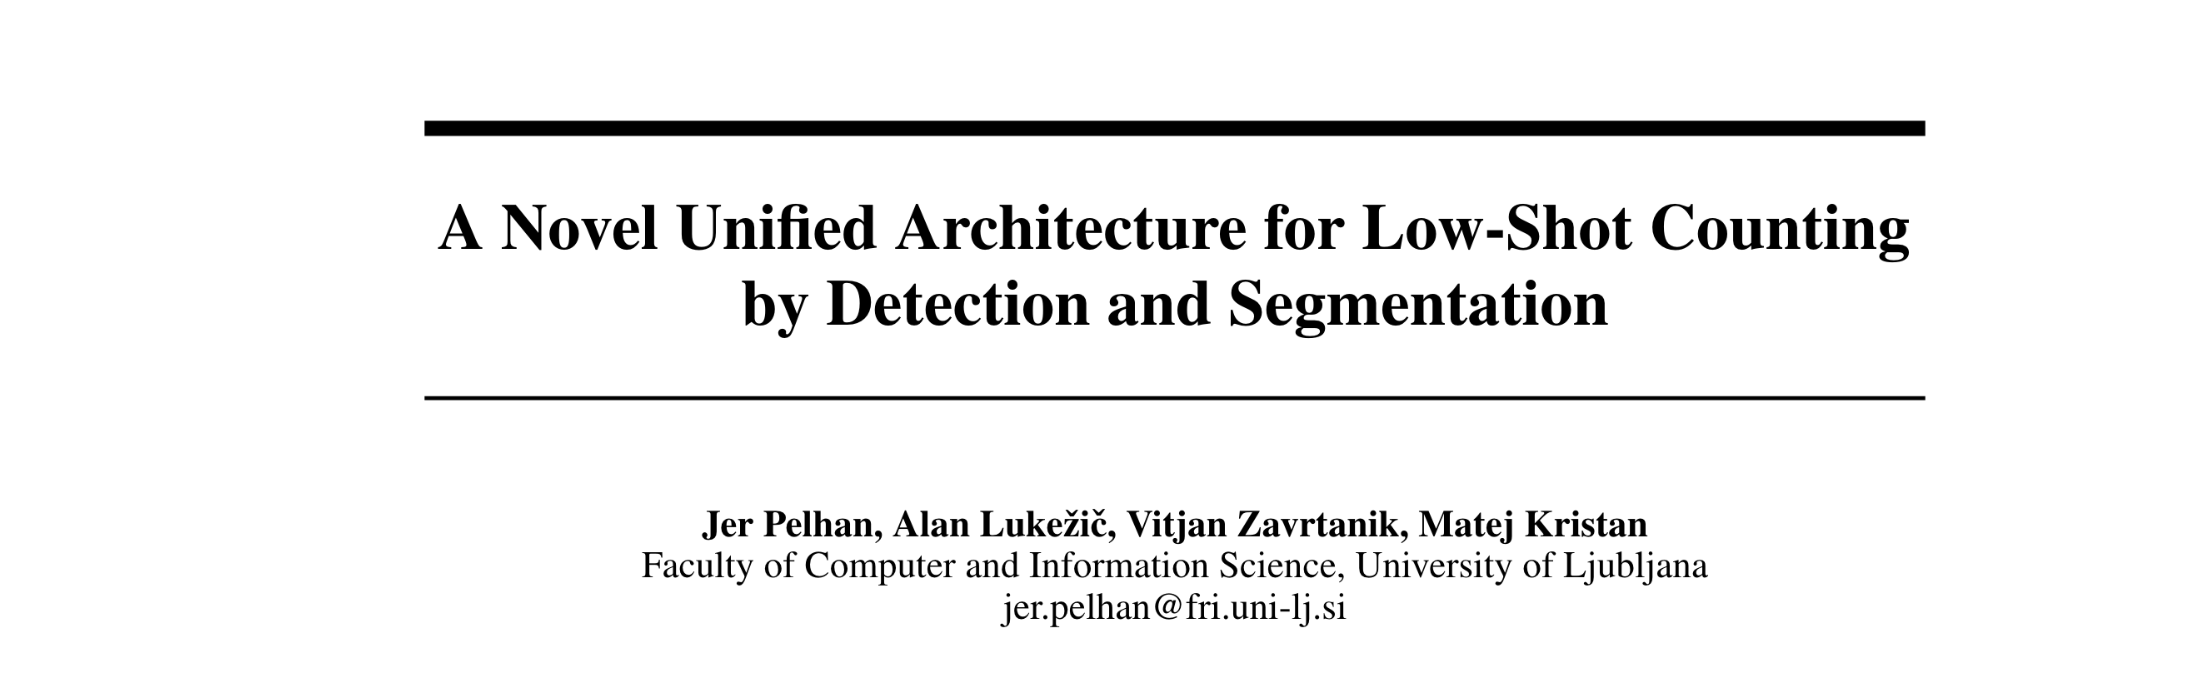 A Novel Unified Architecture for Low-Shot Counting
by Detection and Segmentation
Jer Pelhan, Alan Lukežič, Vitjan Zavrtanik, Matej Kristan
Faculty of Computer and Information Science, University of Ljubljana
jer.pelhan@fri.uni-lj.si